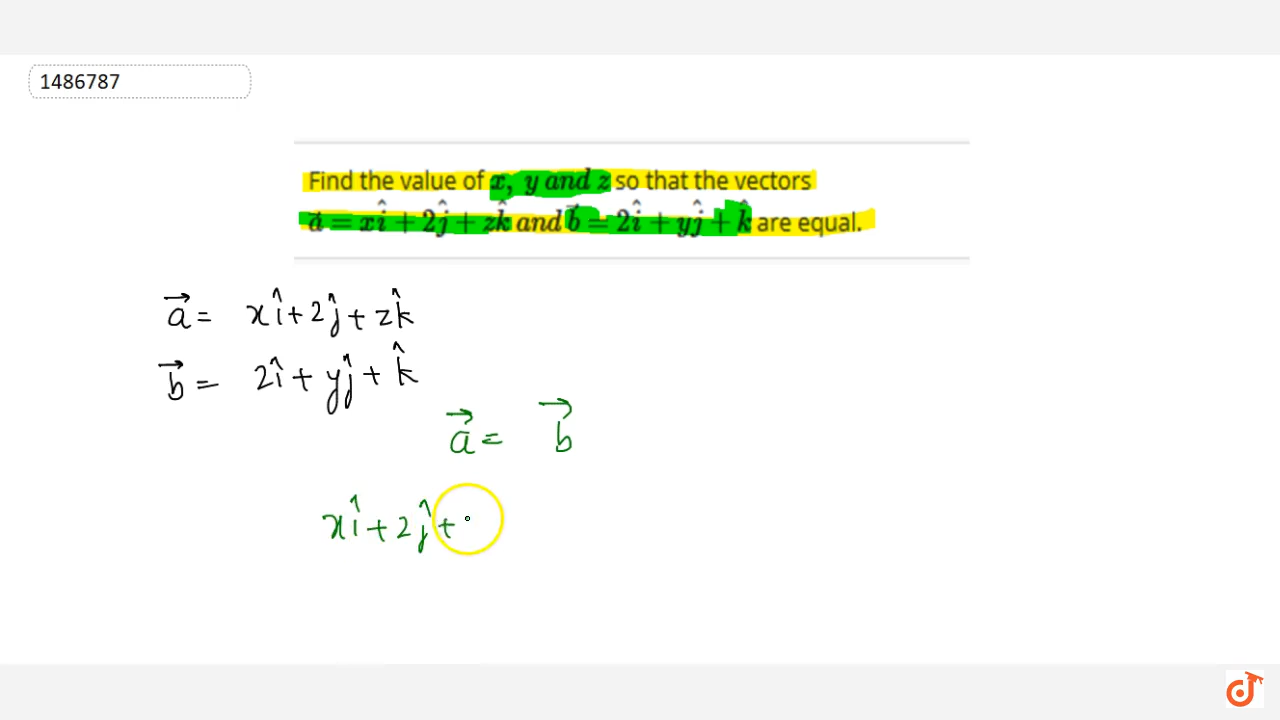 1486787
Find the value of x, y and z so that the vectors
a⃗ = xî + 2ĵ + zk̂ and b⃗ = 2î + yĵ + k̂ are equal.
a⃗ = xî + 2ĵ + zk̂
b⃗ = 2î + yĵ + k̂
a⃗ = b⃗
xî + 2ĵ +